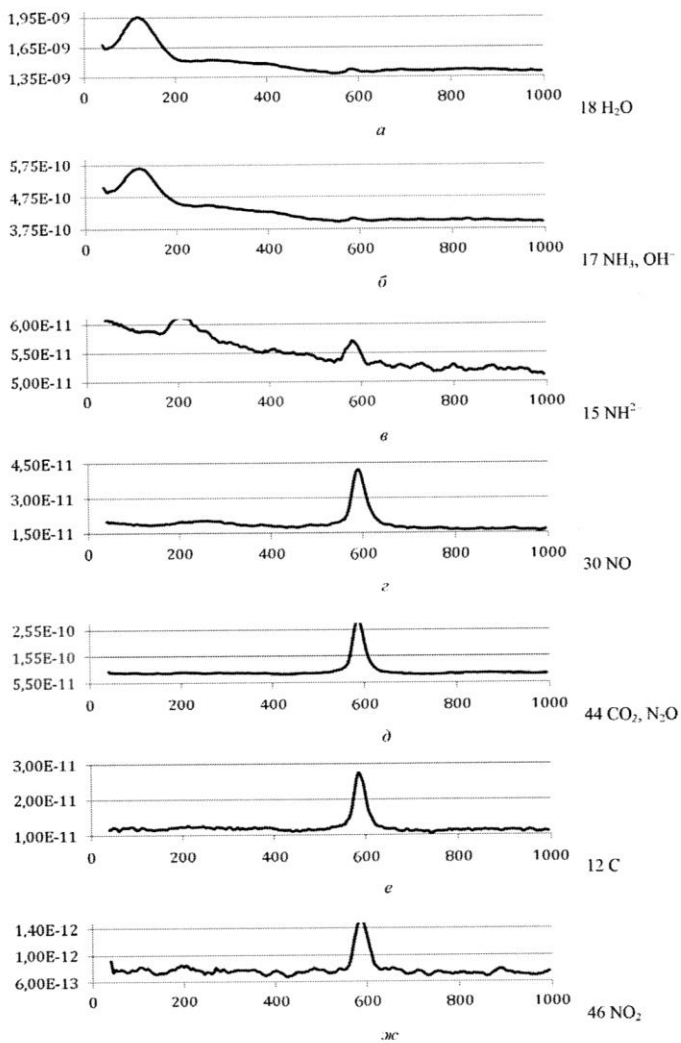 1,95E-09
1,65E-09
1,35E-09
0 200 400 600 800 1000
18 H₂O
а
5,75E-10
4,75E-10
3,75E-10
0 200 400 600 800 1000
17 NH₃, OH⁻
б
6,00E-11
5,50E-11
5,00E-11
0 200 400 600 800 1000
15 NH²⁻
в
4,50E-11
3,00E-11
1,50E-11
0 200 400 600 800 1000
30 NO
г
2,55E-10
1,55E-10
5,50E-11
0 200 400 600 800 1000
44 CO₂, N₂O
д
3,00E-11
2,00E-11
1,00E-11
0 200 400 600 800 1000
12 C
е
1,40E-12
1,00E-12
6,00E-13
0 200 400 600 800 1000
46 NO₂
ж